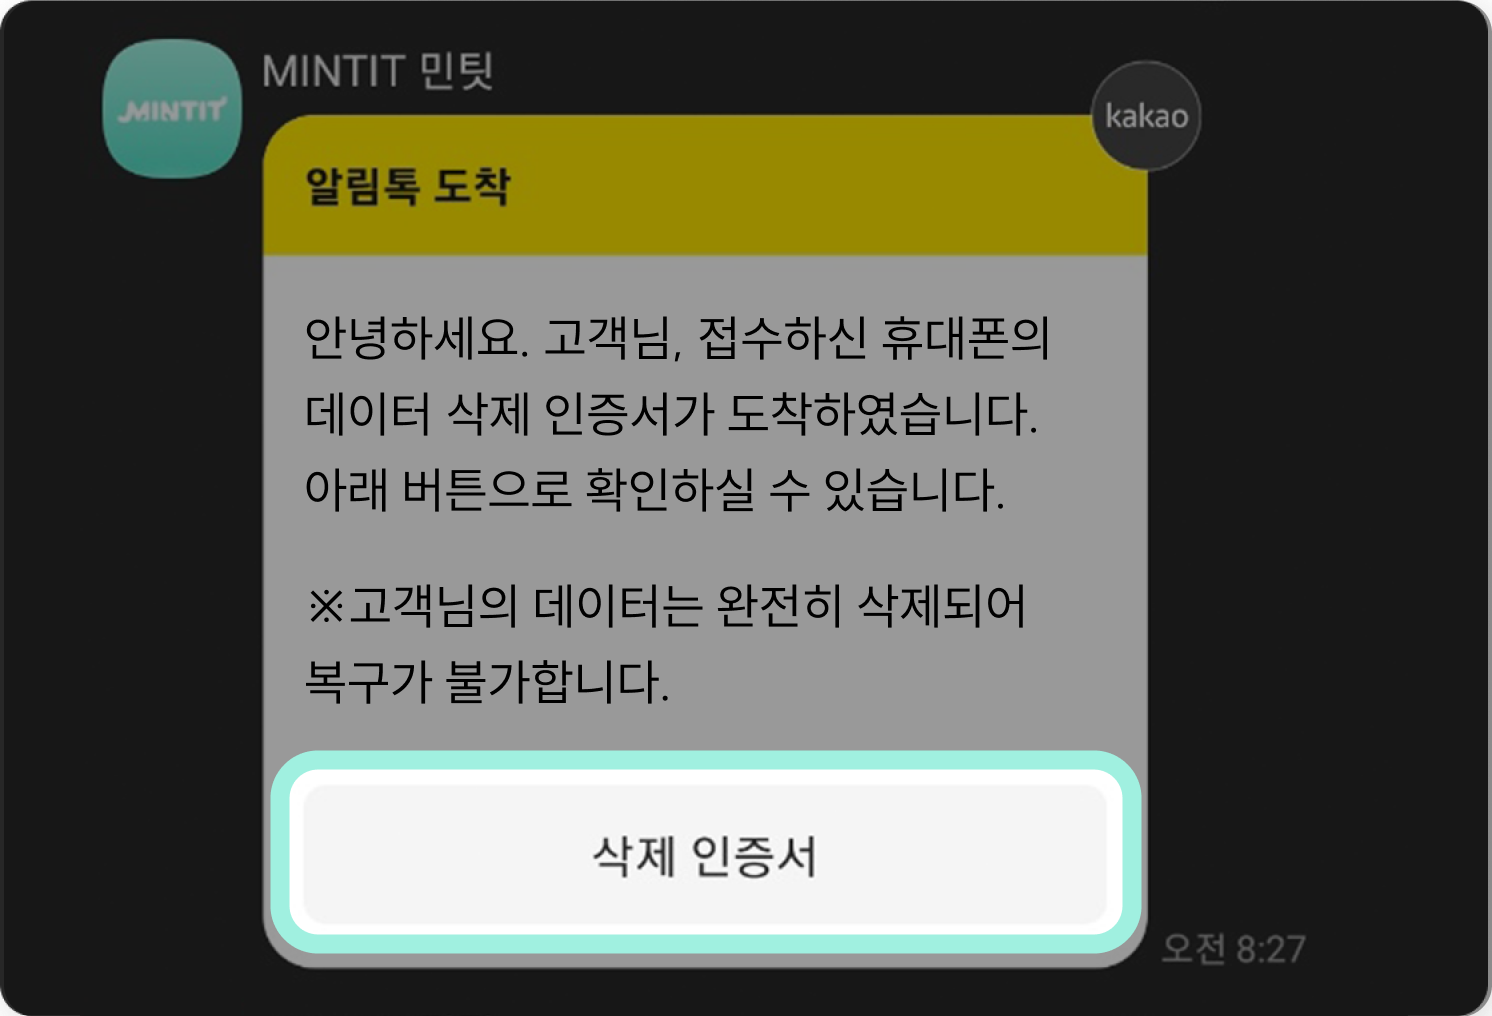 MINTIT
MINTIT 민팃
kakao
알림톡 도착
안녕하세요. 고객님, 접수하신 휴대폰의
데이터 삭제 인증서가 도착하였습니다.
아래 버튼으로 확인하실 수 있습니다.
※고객님의 데이터는 완전히 삭제되어
복구가 불가합니다.
삭제 인증서
오전 8:27